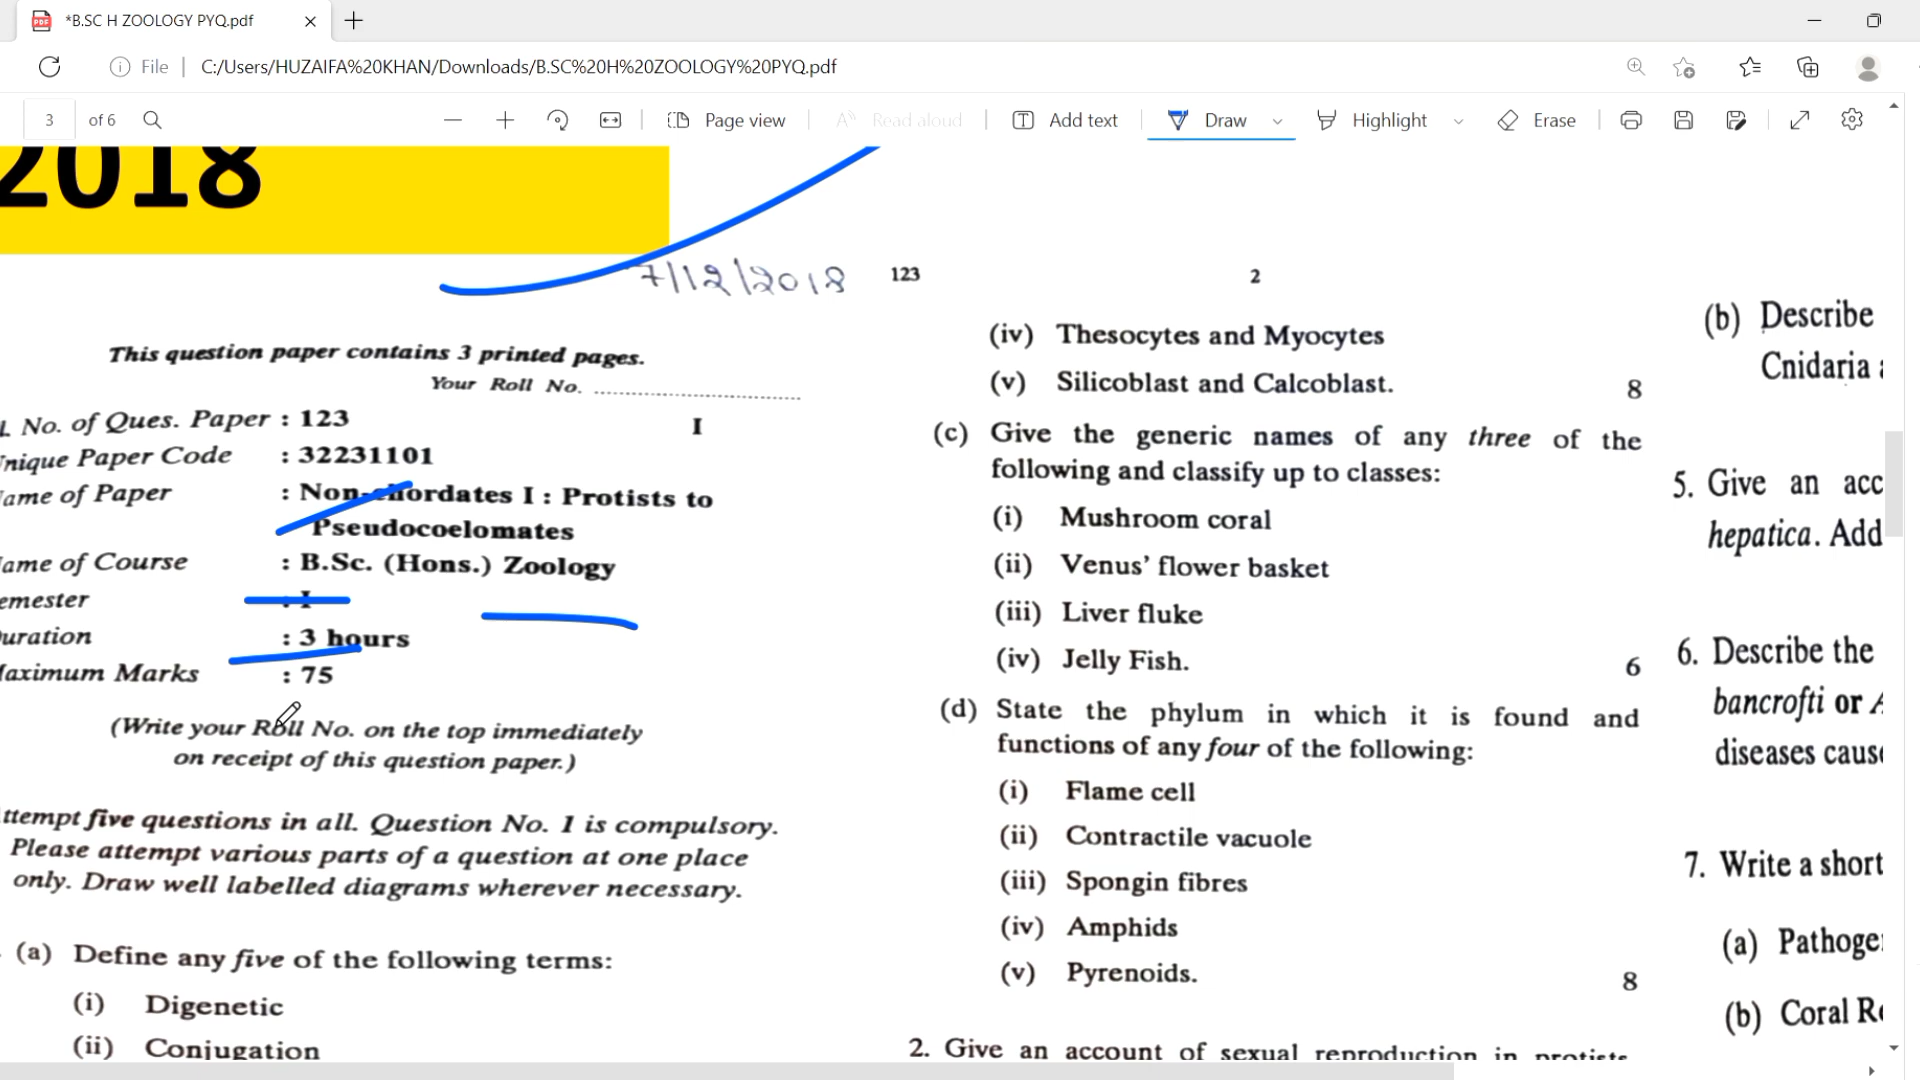 *B.SC H ZOOLOGY PYQ.pdf
File
C:/Users/HUZAIFA%20KHAN/Downloads/B.SC%20H%20ZOOLOGY%20PYQ.pdf
3 of 6
Page view
Read aloud
Add text
Draw
Highlight
Erase
2018
7/12/2018
This question paper contains 3 printed pages.
Your Roll No. ..............................
No. of Ques. Paper : 123
I
nique Paper Code : 32231101
ame of Paper : Non-chordates I : Protists to
Pseudocoelomates
ame of Course : B.Sc. (Hons.) Zoology
emester : I
uration : 3 hours
aximum Marks : 75
(Write your Roll No. on the top immediately
on receipt of this question paper.)
ttempt five questions in all. Question No. 1 is compulsory.
Please attempt various parts of a question at one place
only. Draw well labelled diagrams wherever necessary.
(a) Define any five of the following terms:
(i) Digenetic
(ii) Conjugation
123
2
(iv) Thesocytes and Myocytes
(v) Silicoblast and Calcoblast. 8
(c) Give the generic names of any three of the
following and classify up to classes:
(i) Mushroom coral
(ii) Venus' flower basket
(iii) Liver fluke
(iv) Jelly Fish. 6
(d) State the phylum in which it is found and
functions of any four of the following:
(i) Flame cell
(ii) Contractile vacuole
(iii) Spongin fibres
(iv) Amphids
(v) Pyrenoids. 8
2. Give an account of sexual reproduction in protists
(b) Describe
Cnidaria
5. Give an acc
hepatica. Add
6. Describe the
bancrofti or A
diseases caus
7. Write a short
(a) Pathoge
(b) Coral R